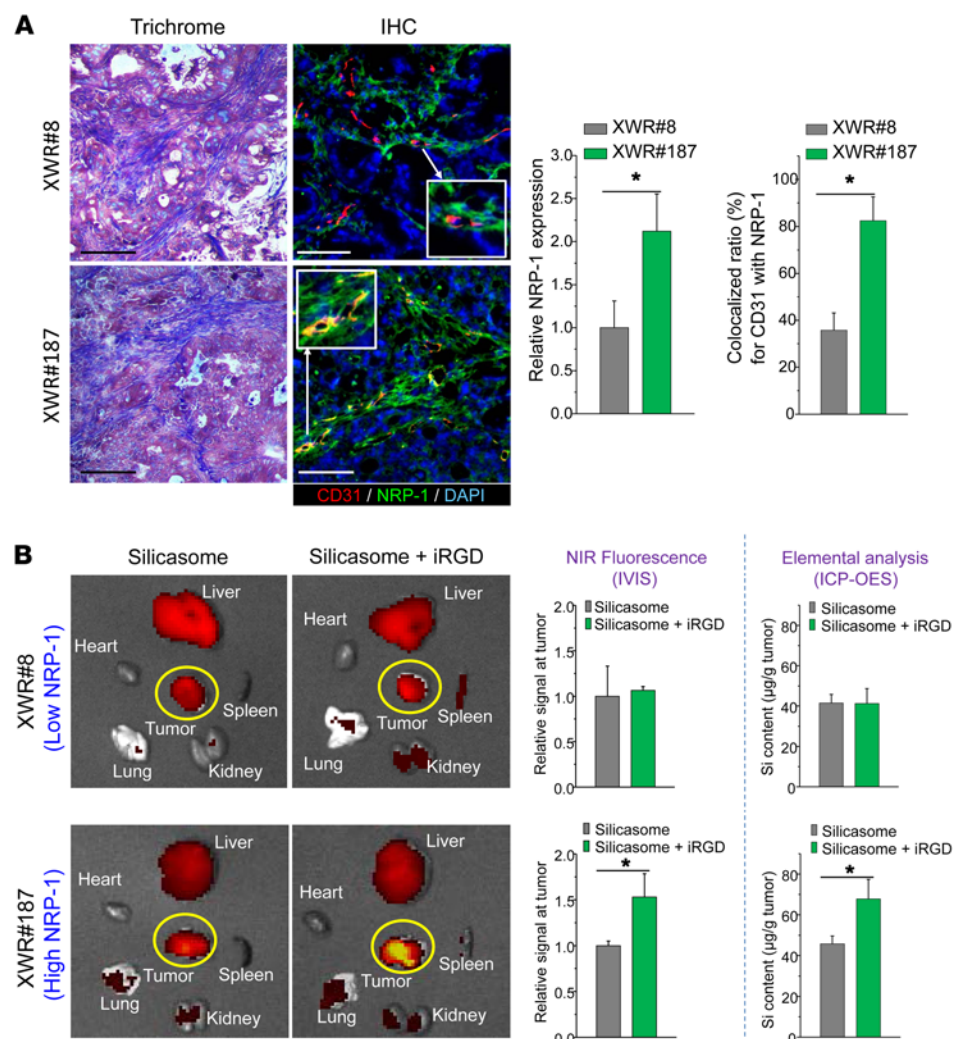 A
Trichrome
IHC
XWR#8
XWR#187
CD31 / NRP-1 / DAPI
XWR#8
XWR#187
Relative NRP-1 expression
3.0
2.5
2.0
1.5
1.0
0.5
0.0
*
XWR#8
XWR#187
Colocalized ratio (%)
for CD31 with NRP-1
100
80
60
40
20
0
*
B
Silicasome
Silicasome + iRGD
NIR Fluorescence
(IVIS)
Elemental analysis
(ICP-OES)
XWR#8
(Low NRP-1)
Liver
Heart
Tumor
Spleen
Lung
Kidney
Liver
Heart
Tumor
Spleen
Lung
Kidney
Silicasome
Silicasome + iRGD
Relative signal at tumor
2.0
1.5
1.0
0.5
0
Silicasome
Silicasome + iRGD
Si content (µg/g tumor)
80
60
40
20
0
XWR#187
(High NRP-1)
Liver
Heart
Tumor
Spleen
Lung
Kidney
Liver
Heart
Tumor
Spleen
Lung
Kidney
Silicasome
Silicasome + iRGD
Relative signal at tumor
2.0
1.5
1.0
0.5
0.0
*
Silicasome
Silicasome + iRGD
Si content (µg/g tumor)
80
60
40
20
0
*